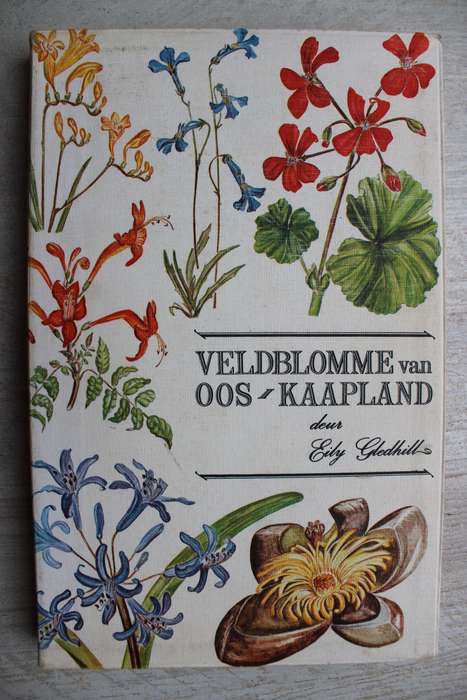 VELDBLOMME van
OOS-KAAPLAND
deur
Eily Gledhill